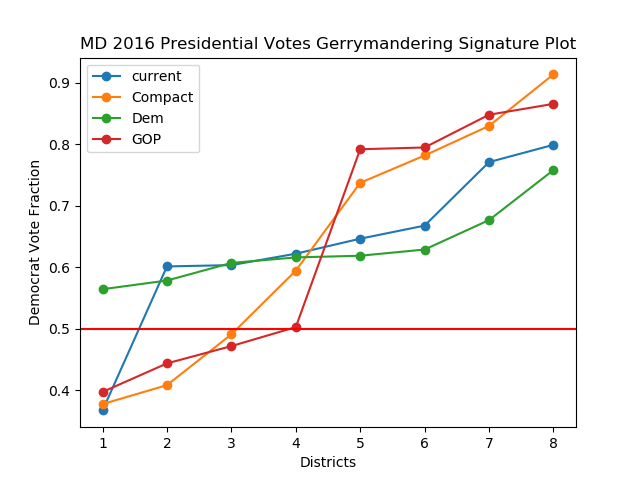 MD 2016 Presidential Votes Gerrymandering Signature Plot
current
Compact
Dem
GOP
0.9
0.8
0.7
0.6
0.5
0.4
Democrat Vote Fraction
1 2 3 4 5 6 7 8
Districts